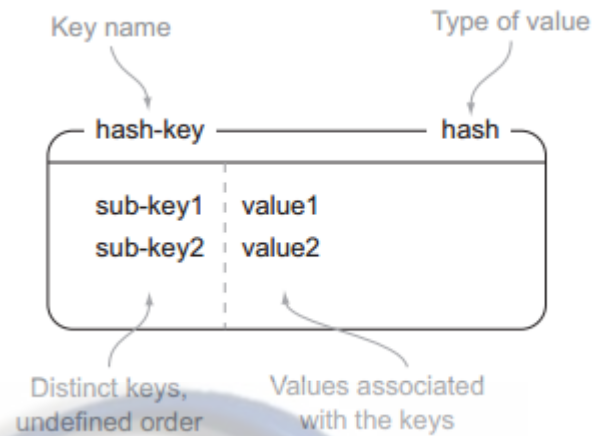 Key name
Type of value
hash-key
hash
sub-key1 value1
sub-key2 value2
Distinct keys,
undefined order
Values associated
with the keys